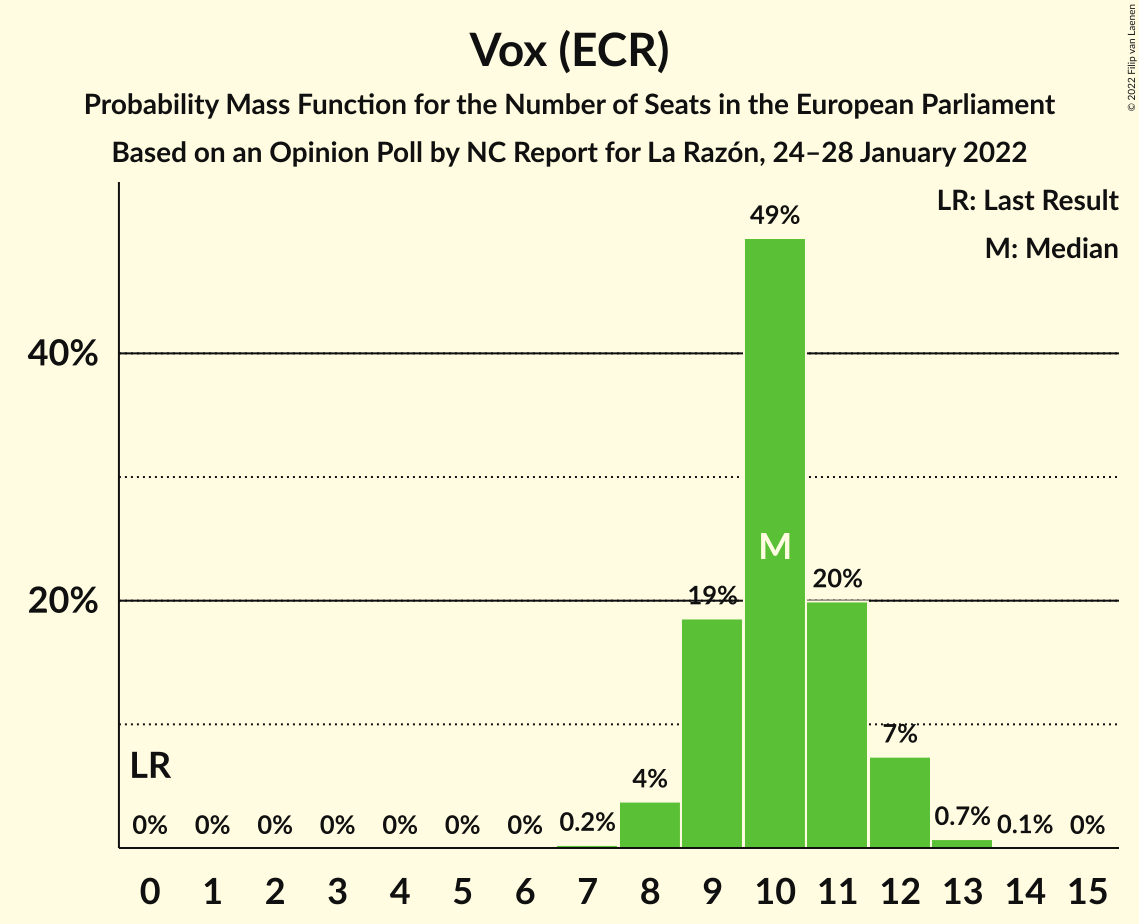 Vox (ECR)
Probability Mass Function for the Number of Seats in the European Parliament
Based on an Opinion Poll by NC Report for La Razón, 24–28 January 2022
© 2022 Filip van Laenen
LR: Last Result
M: Median
49%
40%
M
20%
19%
20%
7%
LR
4%
0% 0% 0% 0% 0% 0% 0% 0.2% 0.7% 0.1% 0%
0 1 2 3 4 5 6 7 8 9 10 11 12 13 14 15